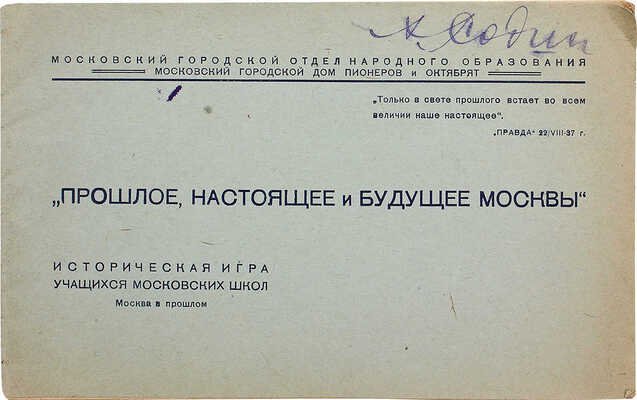 МОСКОВСКИЙ ГОРОДСКОЙ ОТДЕЛ НАРОДНОГО ОБРАЗОВАНИЯ
МОСКОВСКИЙ ГОРОДСКОЙ ДОМ ПИОНЕРОВ и ОКТЯБРЯТ
„Только в свете прошлого встает во всем
величии наше настоящее".
„ПРАВДА" 22/VIII-37 г.
„ПРОШЛОЕ, НАСТОЯЩЕЕ и БУДУЩЕЕ МОСКВЫ"
ИСТОРИЧЕСКАЯ ИГРА
УЧАЩИХСЯ МОСКОВСКИХ ШКОЛ
Москва в прошлом